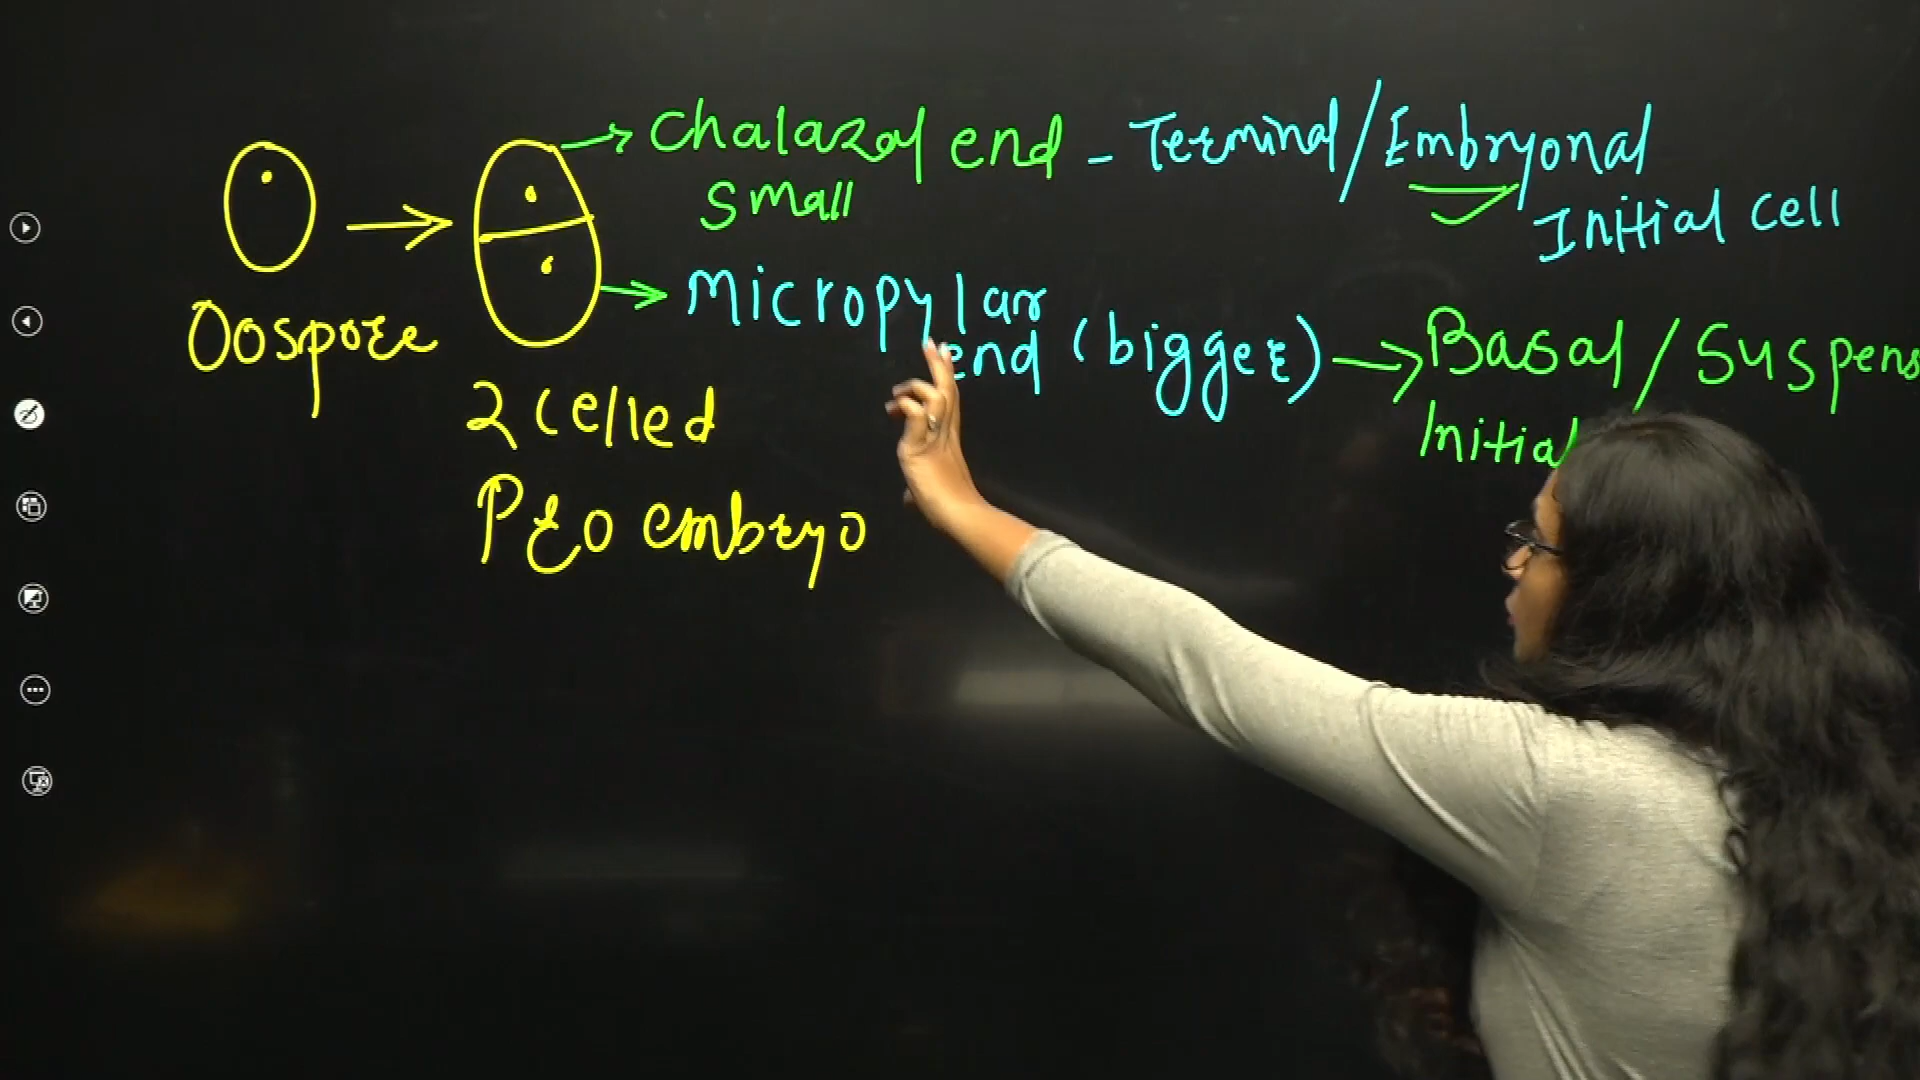 Chalazal end - Terminal/Embryonal
small
Initial cell
Micropylar
end (bigger) → Basal/Suspens
Initial
Oospore
2 celled
Pro embryo